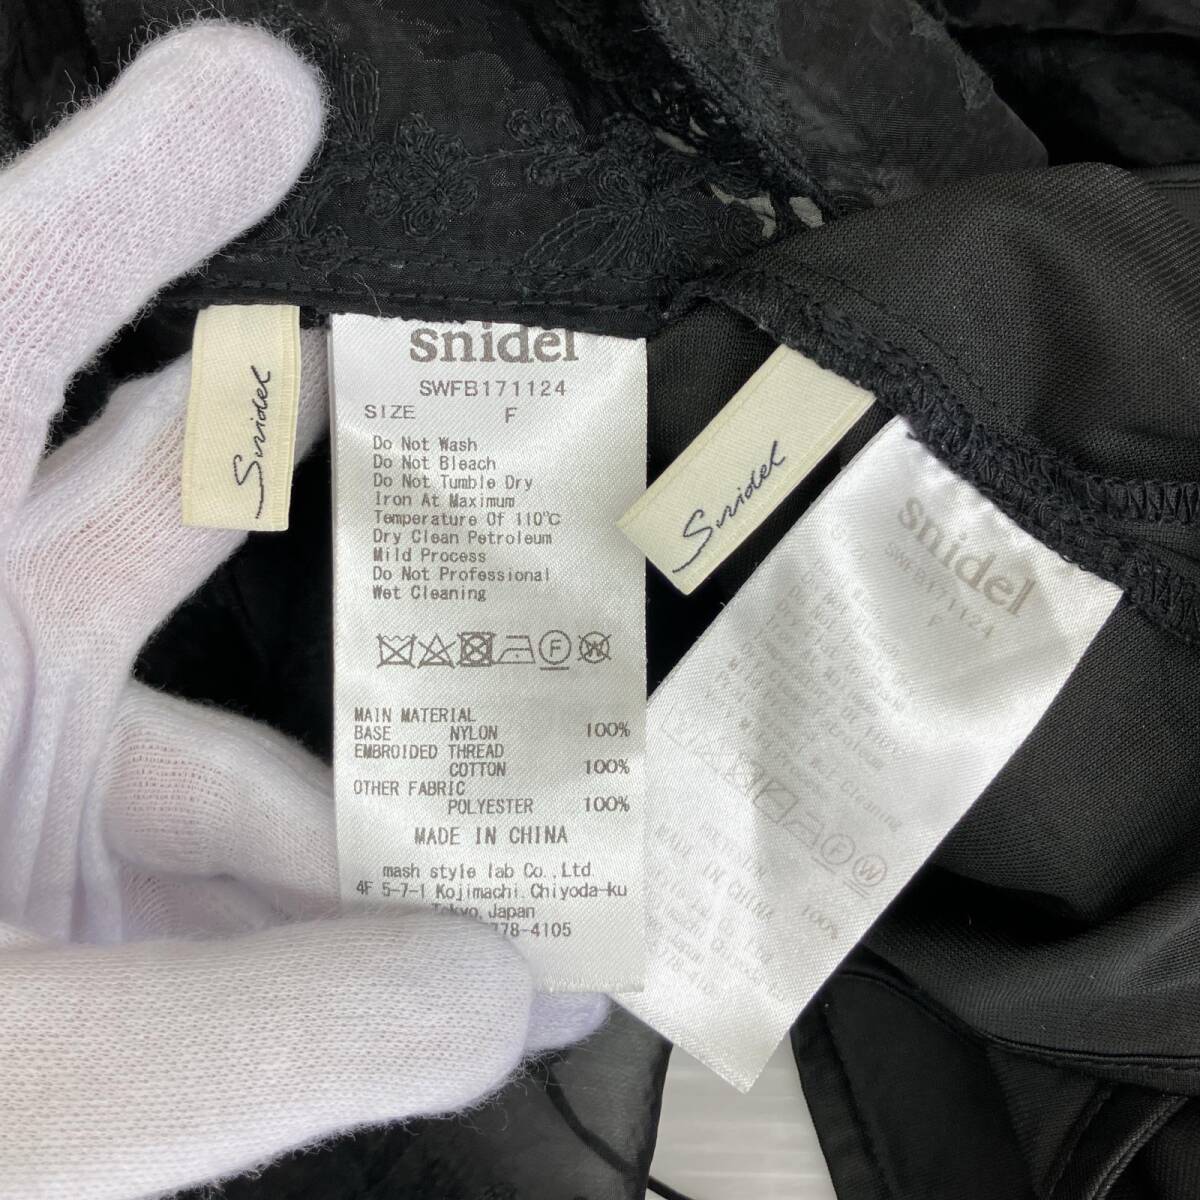 Snidel
snidel
SWFB171124
SIZE F
Do Not Wash
Do Not Bleach
Do Not Tumble Dry
Iron At Maximum
Temperature Of 110℃
Dry Clean Petroleum
Mild Process
Do Not Professional
Wet Cleaning
F
W
MAIN MATERIAL
BASE NYLON 100%
EMBROIDED THREAD
COTTON 100%
OTHER FABRIC
POLYESTER 100%
MADE IN CHINA
mash style lab Co.,Ltd
4F 5-7-1 Kojimachi.Chiyoda-ku
Tokyo, Japan
778-4105
Snidel
snidel
SWFB171124
F
Cleaning
F
W
100%
MADE IN CHINA